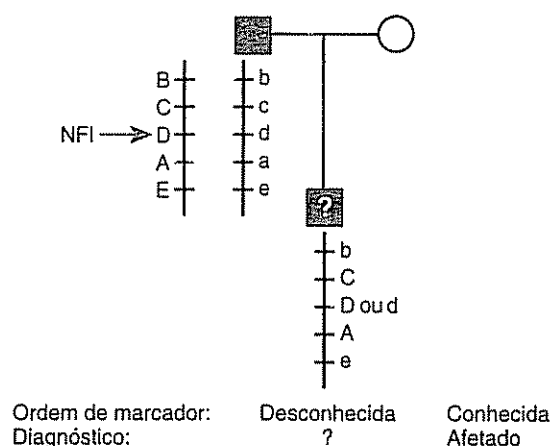 B b
C c
NFI D d
A a
E e
?
b
C
D ou d
A
e
Ordem de marcador: Desconhecida Conhecida
Diagnóstico: ? Afetado